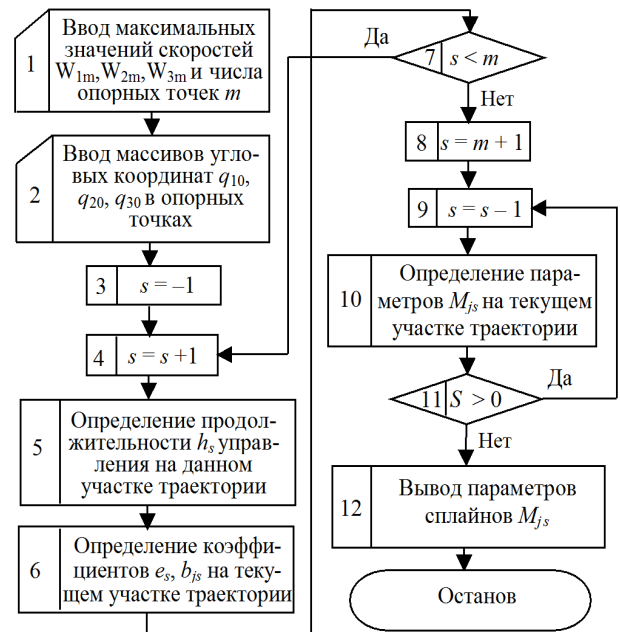 1
Ввод максимальных
значений скоростей
W1m,W2m,W3m и числа
опорных точек m
2
Ввод массивов угло-
вых координат q10,
q20, q30 в опорных
точках
3
s = –1
4
s = s +1
5
Определение продол-
жительности hs управ-
ления на данном
участке траектории
6
Определение коэффи-
циентов es, bjs на теку-
щем участке траектории
Да
7
s < m
Нет
8
s = m + 1
9
s = s – 1
10
Определение пара-
метров Mjs на текущем
участке траектории
Да
11
S > 0
Нет
12
Вывод параметров
сплайнов Mjs
Останов